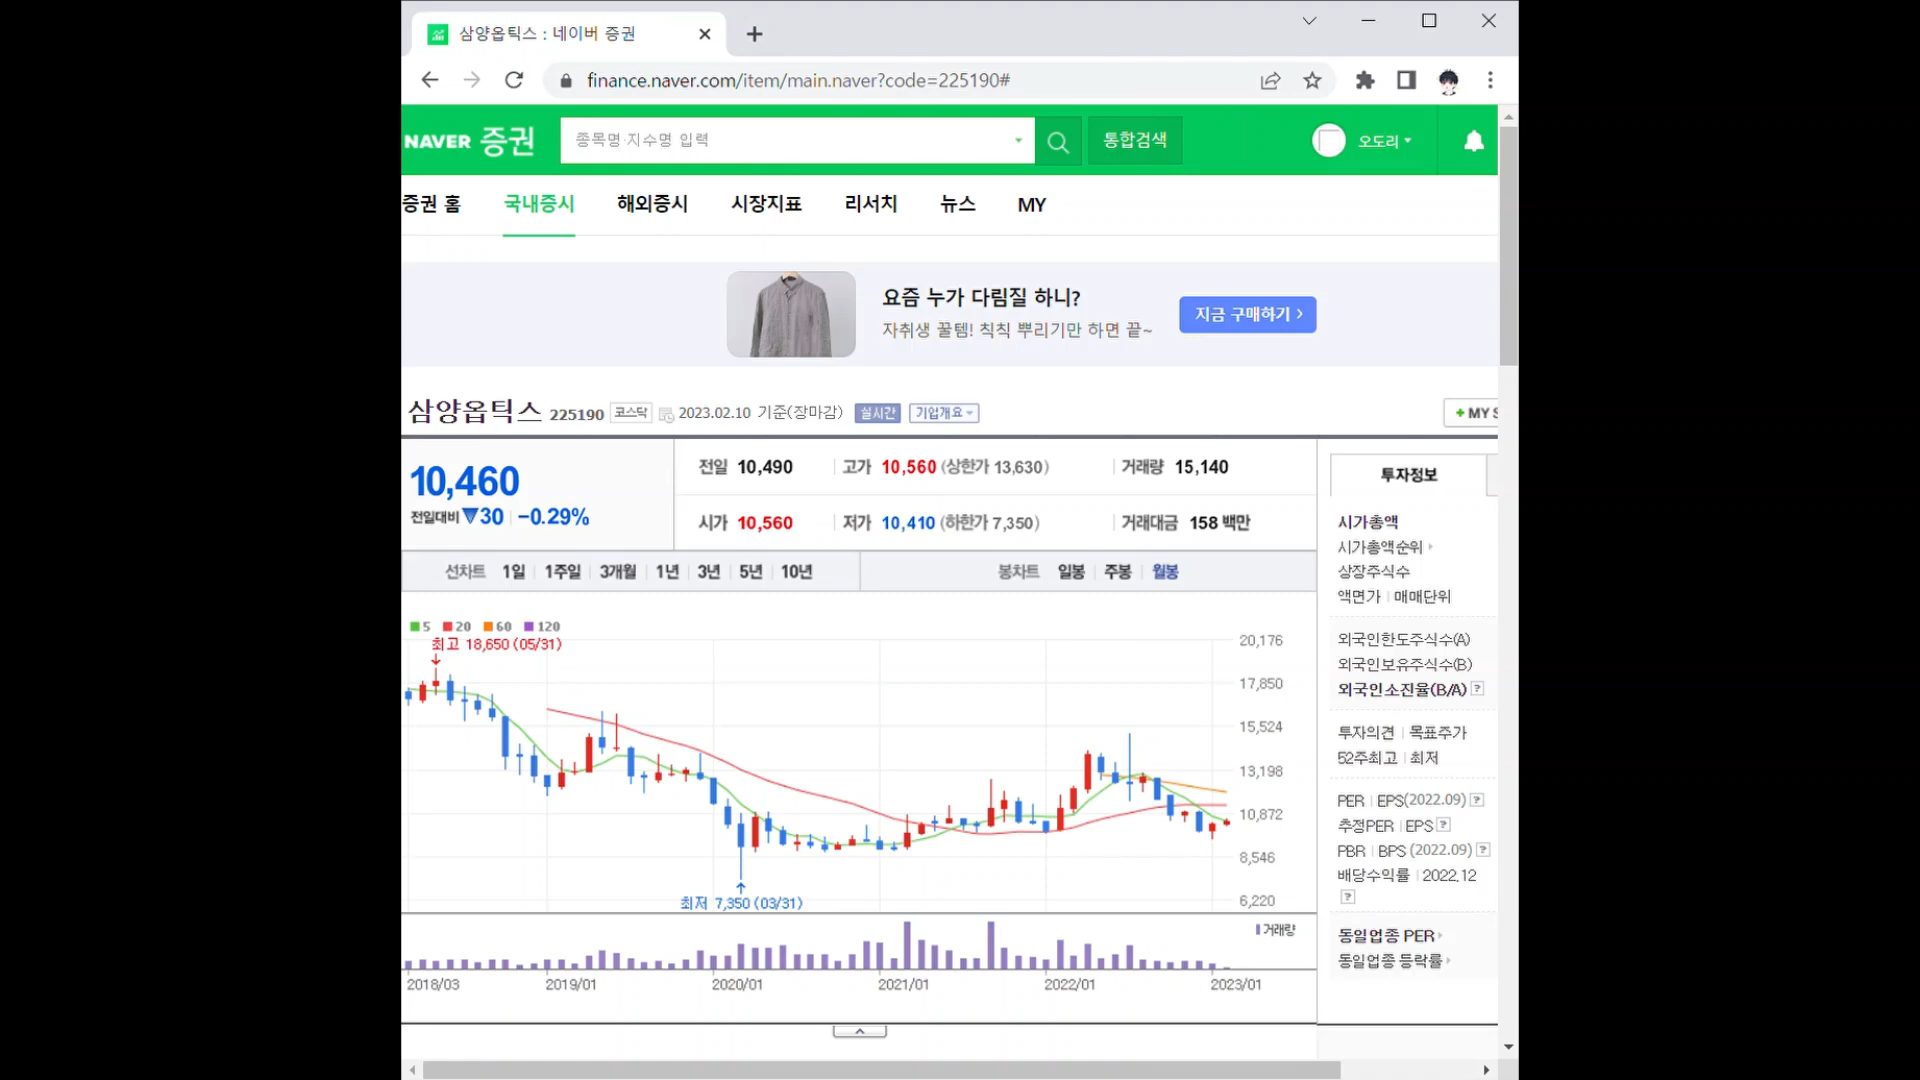 삼양옵틱스 : 네이버 증권
finance.naver.com/item/main.naver?code=225190#
NAVER 증권
종목명·지수명 입력
통합검색
오도리
증권 홈 국내증시 해외증시 시장지표 리서치 뉴스 MY
요즘 누가 다림질 하니?
자취생 꿀템! 칙칙 뿌리기만 하면 끝~
지금 구매하기 ›
삼양옵틱스 225190 코스닥 2023.02.10 기준(장마감) 실시간 기업개요
+ MY S
10,460
전일대비 ▼30 | -0.29%
전일 10,490 | 고가 10,560 (상한가 13,630) | 거래량 15,140
시가 10,560 | 저가 10,410 (하한가 7,350) | 거래대금 158 백만
선차트 1일 1주일 3개월 1년 3년 5년 10년
봉차트 일봉 주봉 월봉
5 20 60 120
최고 18,650 (05/31)
20,176
17,850
15,524
13,198
10,872
8,546
6,220
최저 7,350 (03/31)
거래량
2018/03 2019/01 2020/01 2021/01 2022/01 2023/01
투자정보
시가총액
시가총액순위
상장주식수
액면가 | 매매단위
외국인한도주식수(A)
외국인보유주식수(B)
외국인소진율(B/A) ?
투자의견 | 목표주가
52주최고 | 최저
PER | EPS(2022.09) ?
추정PER | EPS ?
PBR | BPS (2022.09) ?
배당수익률 | 2022.12
?
동일업종 PER
동일업종 등락률